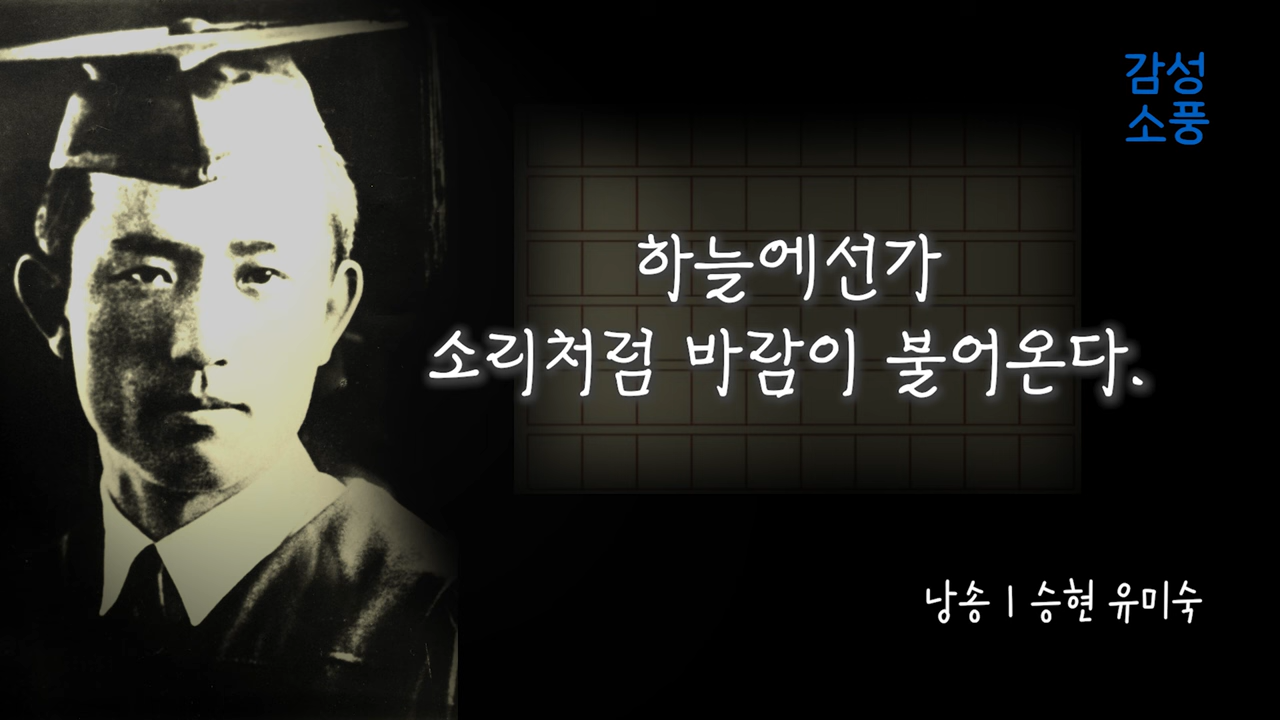 감성
소풍
하늘에선가
소리처럼 바람이 불어온다.
낭송 | 승현 유미숙